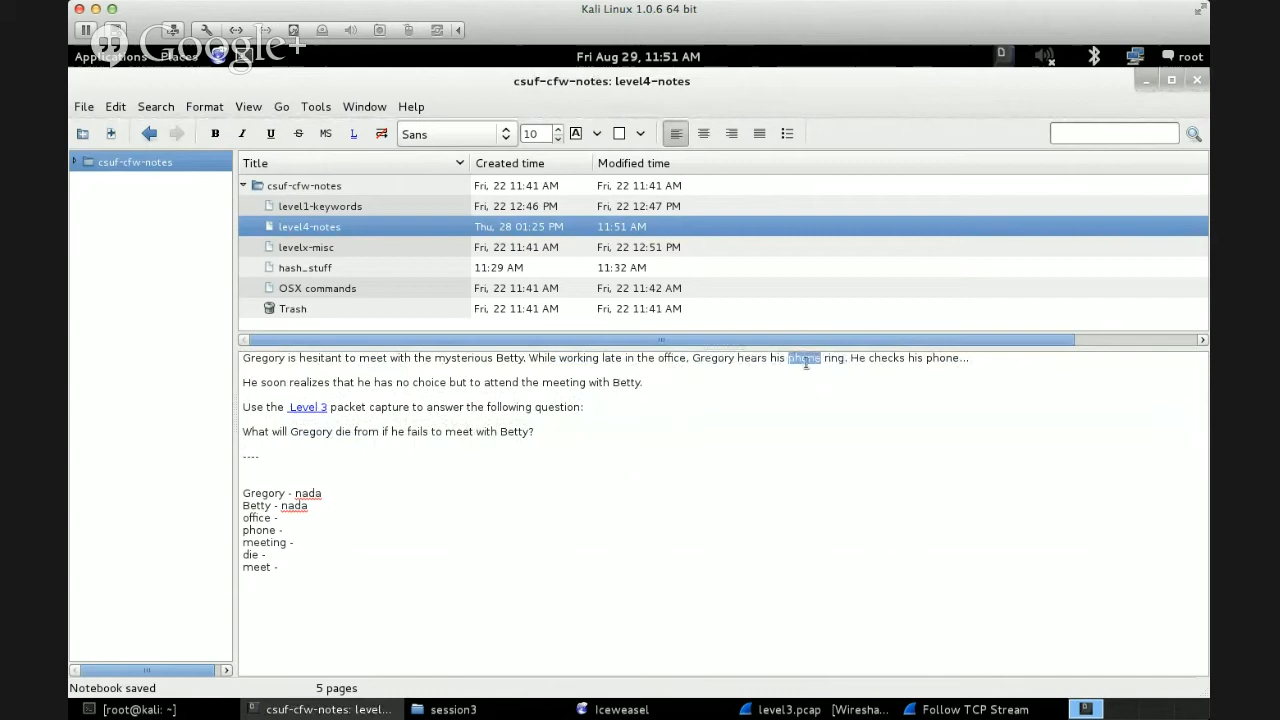 Kali Linux 1.0.6 64 bit
Google+
Applications Places Fri Aug 29, 11:51 AM root
csuf-cfw-notes: level4-notes
File Edit Search Format View Go Tools Window Help
B I U S MS L Sans 10 A
csuf-cfw-notes
Title Created time Modified time
csuf-cfw-notes Fri, 22 11:41 AM Fri, 22 11:41 AM
level1-keywords Fri, 22 12:46 PM Fri, 22 12:47 PM
level4-notes Thu, 28 01:25 PM 11:51 AM
levelx-misc Fri, 22 11:41 AM Fri, 22 12:51 PM
hash_stuff 11:29 AM 11:32 AM
OSX commands Fri, 22 11:41 AM Fri, 22 11:42 AM
Trash Fri, 22 11:41 AM Fri, 22 11:41 AM
Gregory is hesitant to meet with the mysterious Betty. While working late in the office, Gregory hears his phone ring. He checks his phone...
He soon realizes that he has no choice but to attend the meeting with Betty.
Use the Level 3 packet capture to answer the following question:
What will Gregory die from if he fails to meet with Betty?
----
Gregory - nada
Betty - nada
office -
phone -
meeting -
die -
meet -
Notebook saved 5 pages
[root@kali: ~] csuf-cfw-notes: level... session3 Iceweasel level3.pcap [Wiresha... Follow TCP Stream